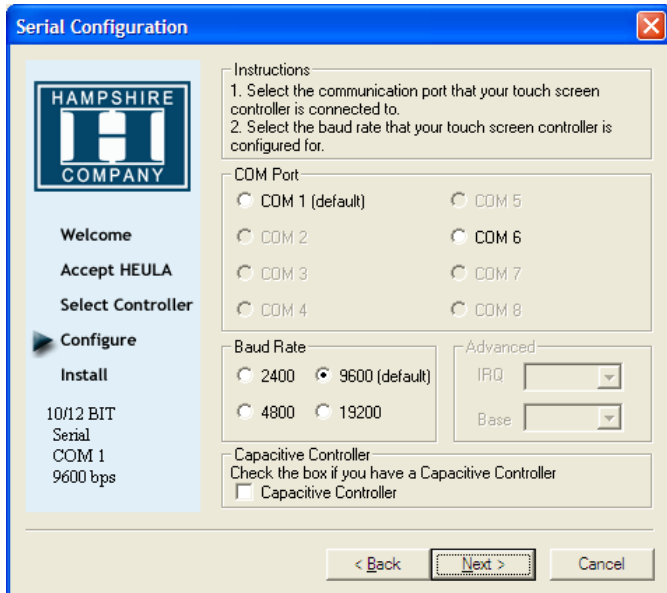 Serial Configuration
HAMPSHIRE
H
COMPANY
Welcome
Accept HEULA
Select Controller
Configure
Install
10/12 BIT
Serial
COM 1
9600 bps
Instructions
1. Select the communication port that your touch screen
controller is connected to.
2. Select the baud rate that your touch screen controller is
configured for.
COM Port
COM 1 (default)
COM 5
COM 2
COM 6
COM 3
COM 7
COM 4
COM 8
Baud Rate
2400
9600 (default)
4800
19200
Advanced
IRQ
Base
Capacitive Controller
Check the box if you have a Capacitive Controller
Capacitive Controller
< Back
Next >
Cancel